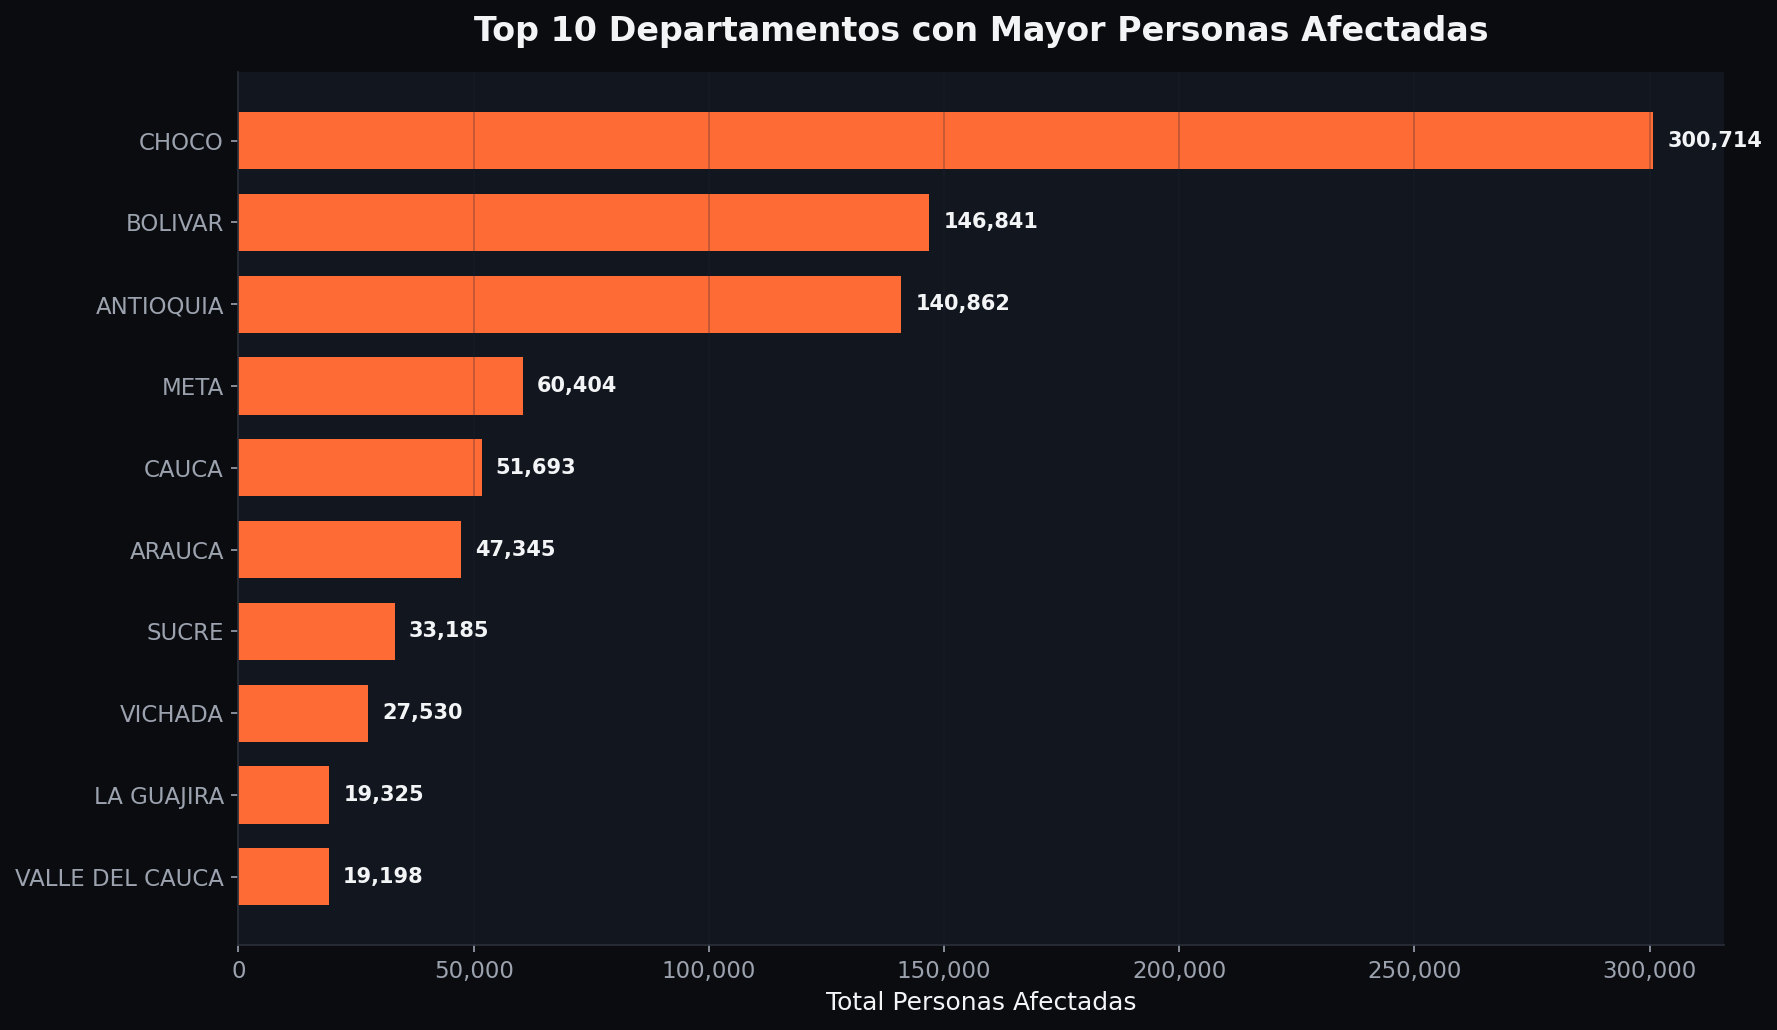 Top 10 Departamentos con Mayor Personas Afectadas
CHOCO 300,714
BOLIVAR 146,841
ANTIOQUIA 140,862
META 60,404
CAUCA 51,693
ARAUCA 47,345
SUCRE 33,185
VICHADA 27,530
LA GUAJIRA 19,325
VALLE DEL CAUCA 19,198
0 50,000 100,000 150,000 200,000 250,000 300,000
Total Personas Afectadas